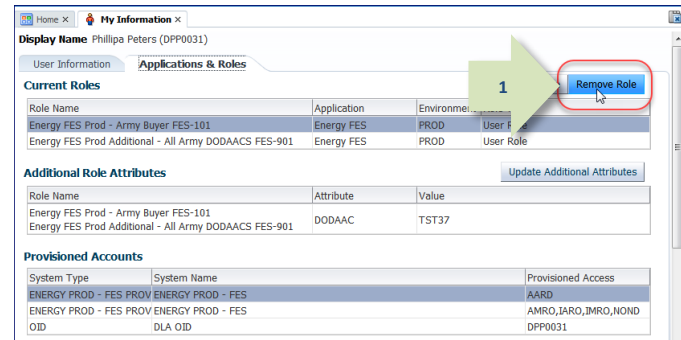 Home × My Information ×
Display Name Phillipa Peters (DPP0031)
User Information Applications & Roles
Current Roles
1
Remove Role
Role Name Application Environment
Energy FES Prod - Army Buyer FES-101 Energy FES PROD User
Energy FES Prod Additional - All Army DODAACS FES-901 Energy FES PROD User Role
Additional Role Attributes Update Additional Attributes
Role Name Attribute Value
Energy FES Prod - Army Buyer FES-101
Energy FES Prod Additional - All Army DODAACS FES-901
DODAAC TST37
Provisioned Accounts
System Type System Name Provisioned Access
ENERGY PROD - FES PROV ENERGY PROD - FES AARD
ENERGY PROD - FES PROV ENERGY PROD - FES AMRO,IARO,IMRO,NOND
OID DLA OID DPP0031